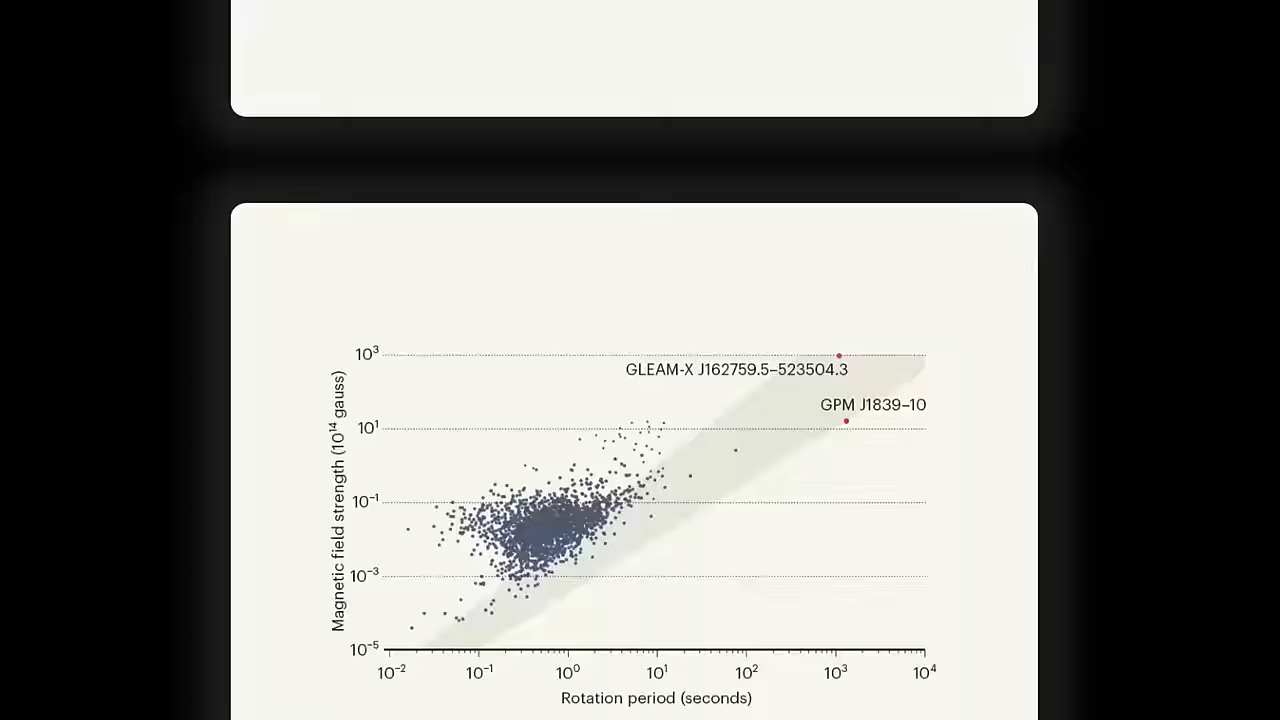 10³
GLEAM-X J162759.5–523504.3
GPM J1839–10
10¹
10⁻¹
10⁻³
10⁻⁵
Magnetic field strength (10¹⁴ gauss)
10⁻² 10⁻¹ 10⁰ 10¹ 10² 10³ 10⁴
Rotation period (seconds)